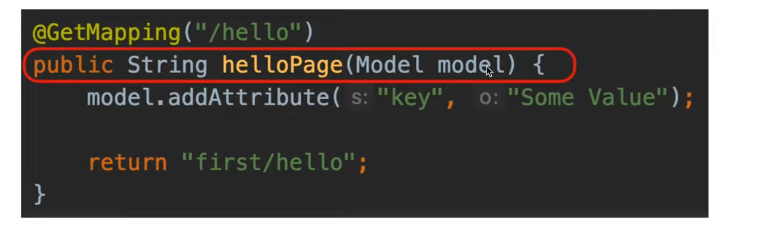 @GetMapping("/hello")
public String helloPage(Model model) {
model.addAttribute( s: "key", o: "Some Value");
return "first/hello";
}